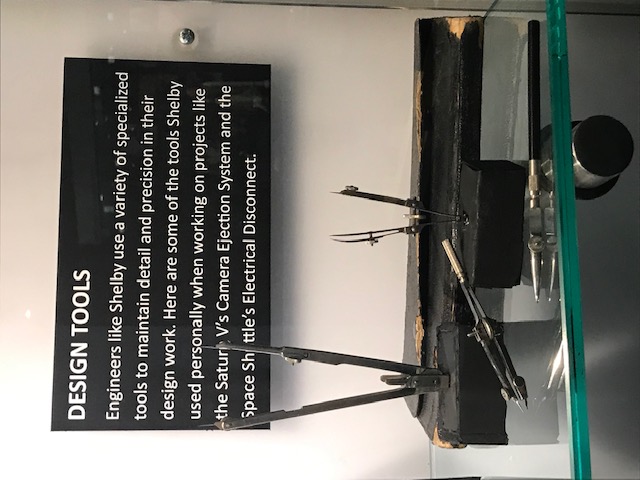 DESIGN TOOLS
Engineers like Shelby use a variety of specialized
tools to maintain detail and precision in their
design work. Here are some of the tools Shelby
used personally when working on projects like
the Saturn V's Camera Ejection System and the
Space Shuttle's Electrical Disconnect.